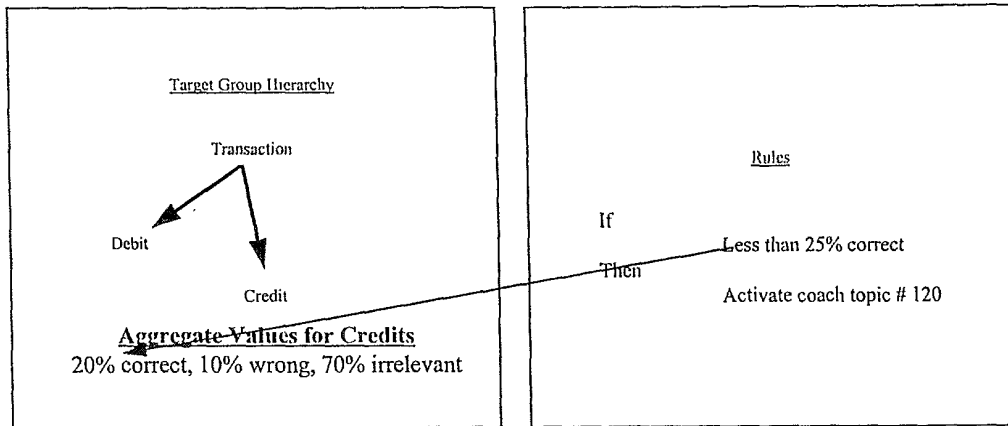 Target Group Hierarchy
Transaction
Debit
Credit
Aggregate Values for Credits
20% correct, 10% wrong, 70% irrelevant
Rules
If
Less than 25% correct
Then
Activate coach topic # 120